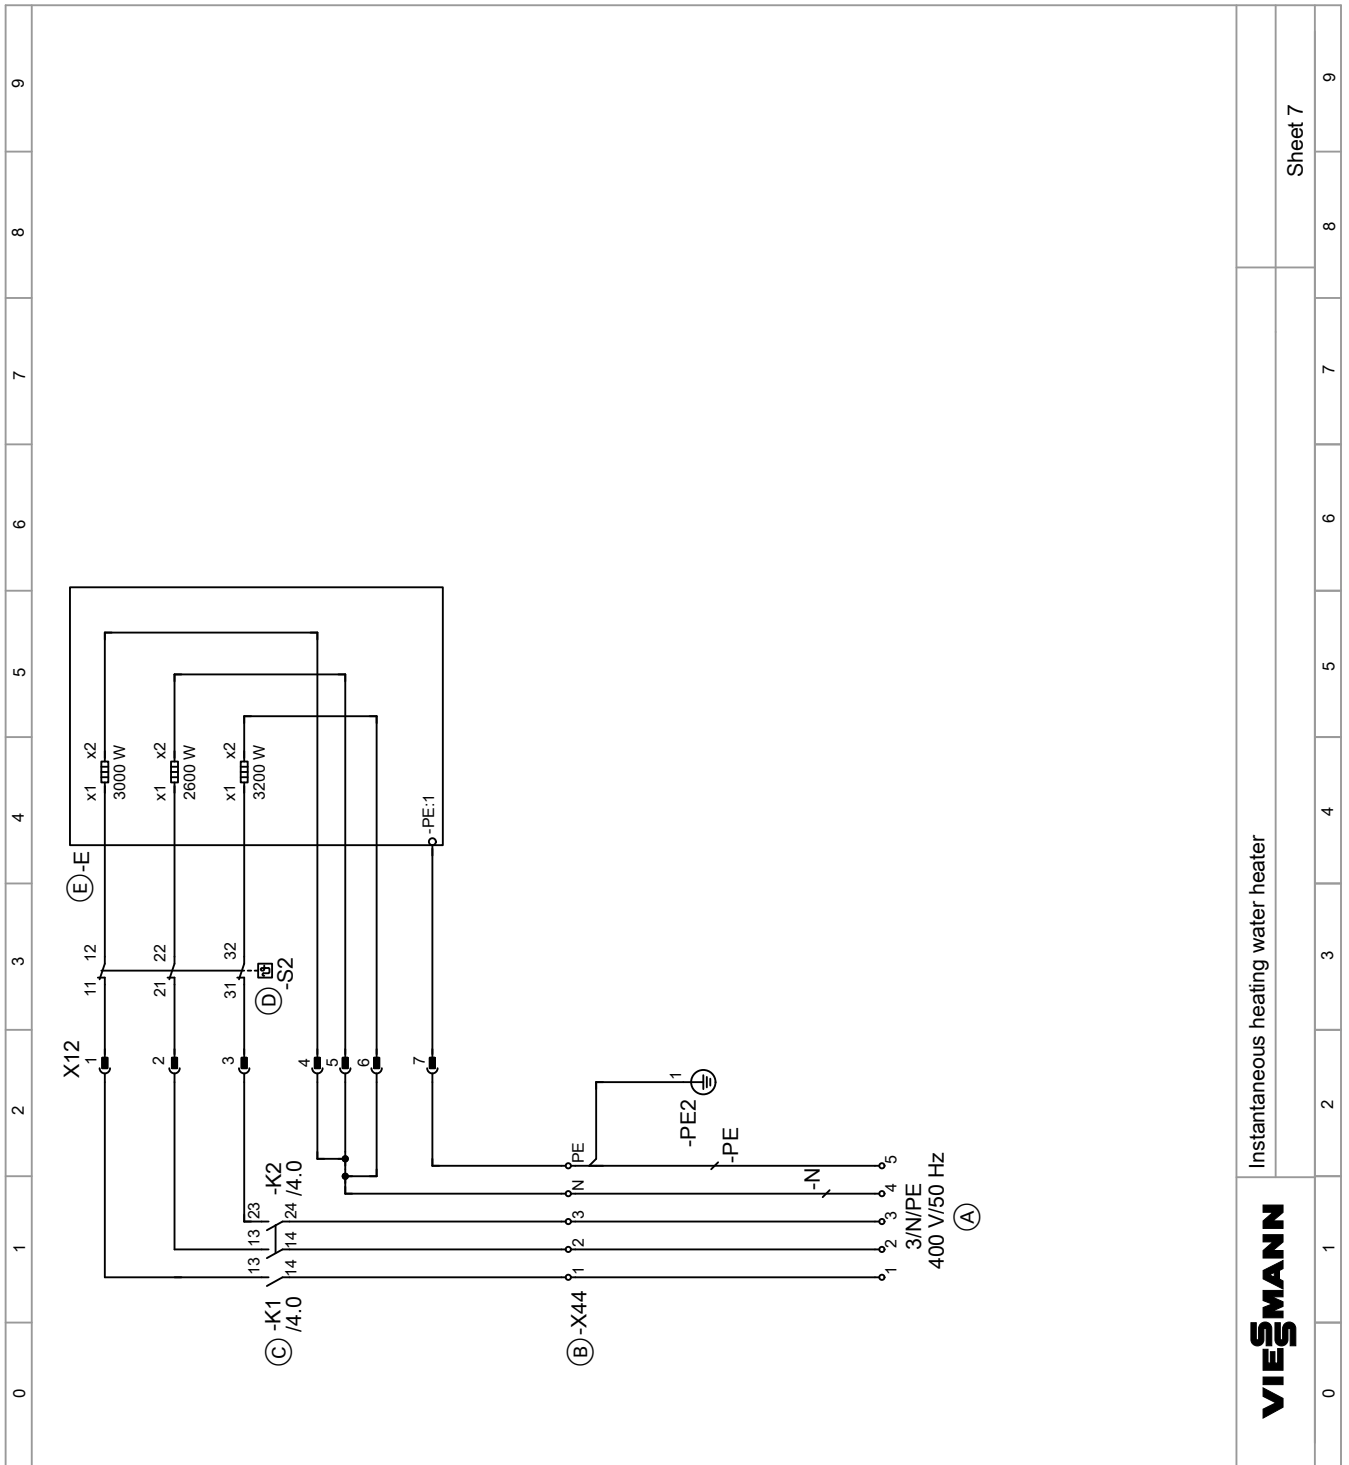 0 1 2 3 4 5 6 7 8 9
X12
1
2
3
4
5
6
7
11 12
21 22
31 32
D -S2
E -E
x1 x2
3000 W
x1 x2
2600 W
x1 x2
3200 W
-PE:1
C -K1
/4.0
13 14
13 14
23 24
-K2
/4.0
B -X44
1
2
3
N
PE
1
-PE2
-PE
-N
1
2
3
4
5
3/N/PE
400 V/50 Hz
A
VIESSMANN
Instantaneous heating water heater
Sheet 7
0 1 2 3 4 5 6 7 8 9